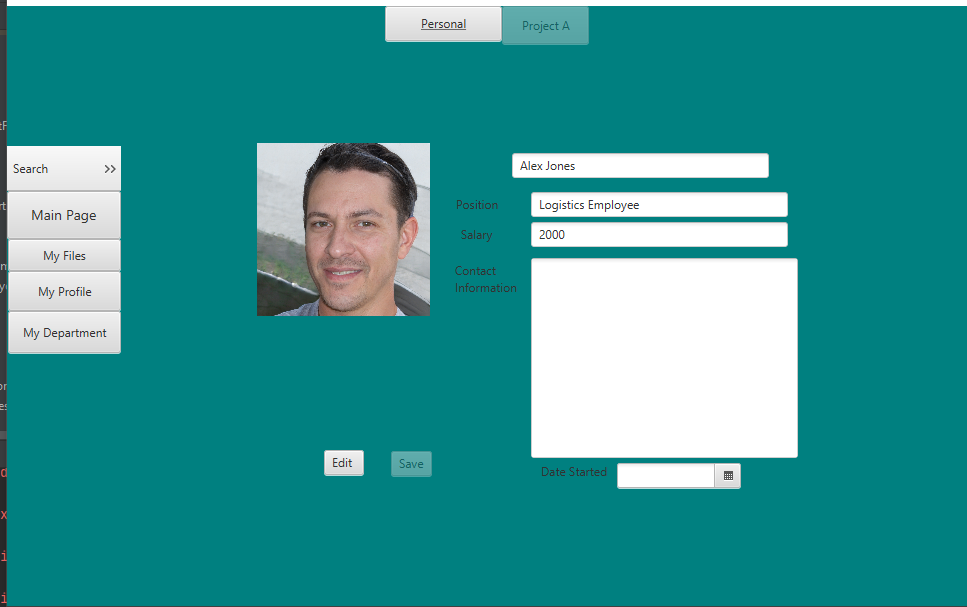 Personal
Project A
Search
Main Page
My Files
My Profile
My Department
Alex Jones
Position
Logistics Employee
Salary
2000
Contact
Information
Edit
Save
Date Started